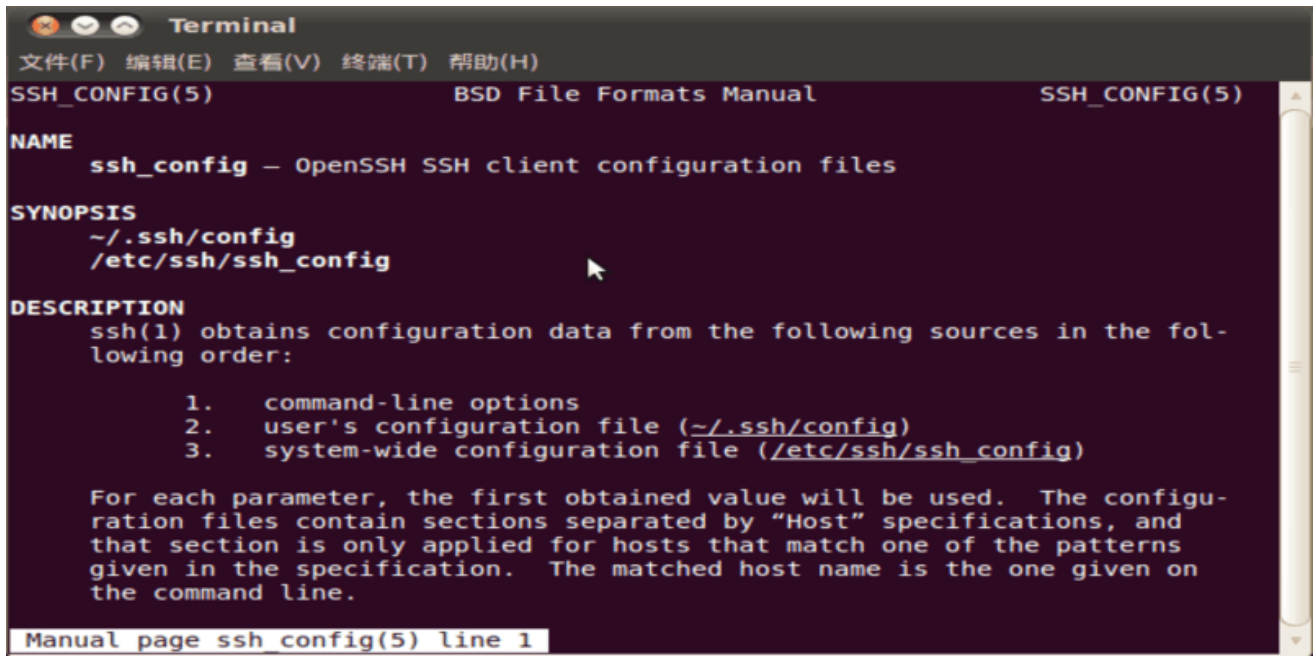 Terminal
文件(F) 编辑(E) 查看(V) 终端(T) 帮助(H)
SSH_CONFIG(5) BSD File Formats Manual SSH_CONFIG(5)
NAME
ssh_config — OpenSSH SSH client configuration files
SYNOPSIS
~/.ssh/config
/etc/ssh/ssh_config
DESCRIPTION
ssh(1) obtains configuration data from the following sources in the fol-
lowing order:
1. command-line options
2. user's configuration file (~/.ssh/config)
3. system-wide configuration file (/etc/ssh/ssh_config)
For each parameter, the first obtained value will be used. The configu-
ration files contain sections separated by “Host” specifications, and
that section is only applied for hosts that match one of the patterns
given in the specification. The matched host name is the one given on
the command line.
Manual page ssh_config(5) line 1